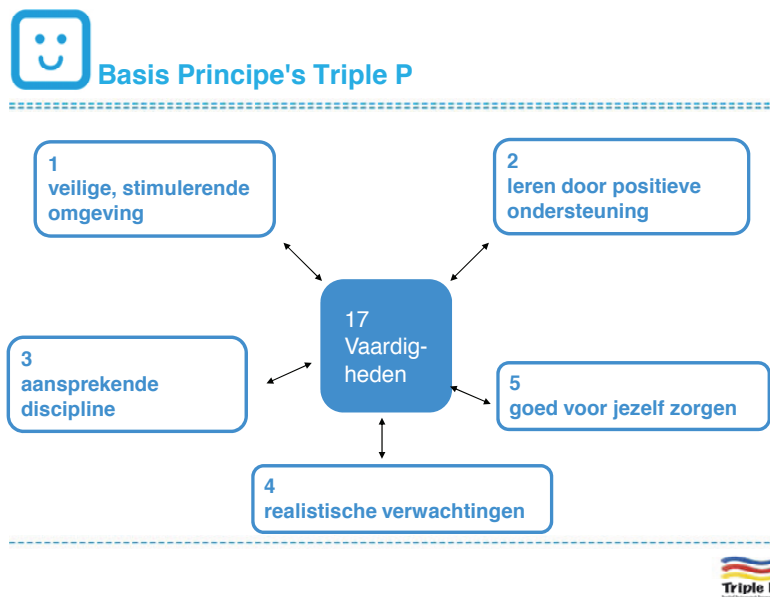 Basis Principe's Triple P
1
veilige, stimulerende
omgeving
2
leren door positieve
ondersteuning
17
Vaardig-
heden
3
aansprekende
discipline
5
goed voor jezelf zorgen
4
realistische verwachtingen
Triple